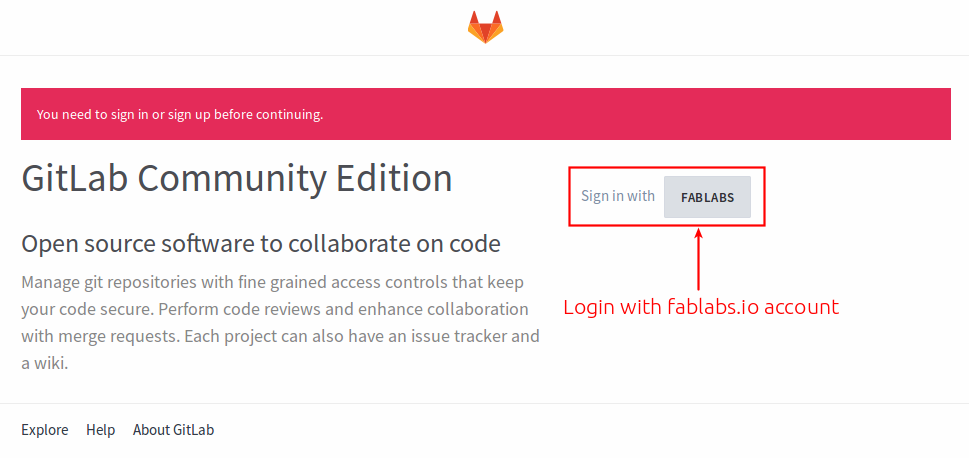 You need to sign in or sign up before continuing.
GitLab Community Edition
Sign in with FABLABS
Open source software to collaborate on code
Manage git repositories with fine grained access controls that keep
your code secure. Perform code reviews and enhance collaboration
with merge requests. Each project can also have an issue tracker and
a wiki.
Login with fablabs.io account
Explore Help About GitLab